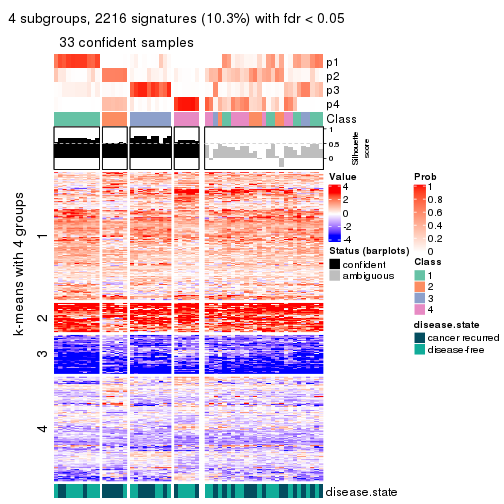 4 subgroups, 2216 signatures (10.3%) with fdr < 0.05
33 confident samples
p1
p2
p3
p4
Class
1
0.5
0
Silhouette
score
k-means with 4 groups
1
2
3
4
disease.state
Value
4
2
0
-2
-4
Status (barplots)
confident
ambiguous
Prob
1
0.8
0.6
0.4
0.2
0
Class
1
2
3
4
disease.state
cancer recurred
disease-free